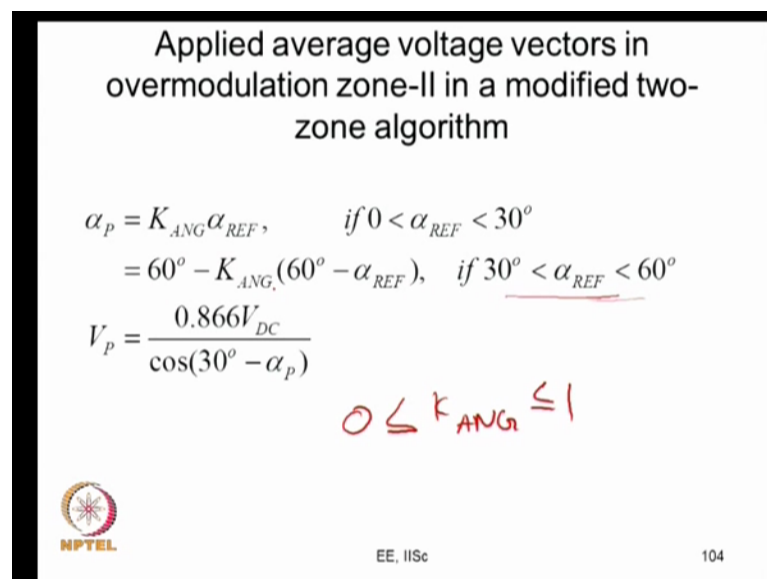 Applied average voltage vectors in
overmodulation zone-II in a modified two-
zone algorithm
α_P = K_ANG α_REF, if 0 < α_REF < 30°
= 60° − K_ANG.(60° − α_REF), if 30° < α_REF < 60°
V_P = 0.866V_DC / cos(30° − α_P)
0 ≤ K_ANG ≤ 1
NPTEL
EE, IISc
104